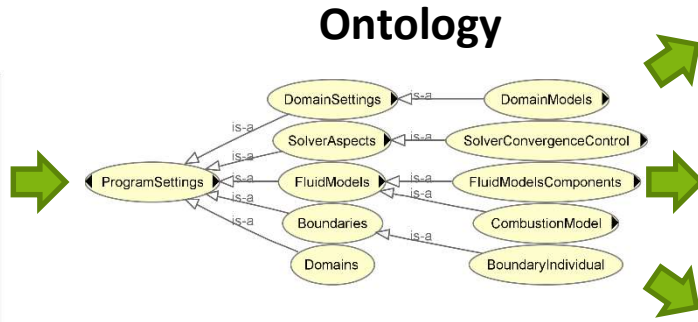 Ontology
DomainSettings is-a DomainModels
is-a
SolverAspects is-a SolverConvergenceControl
is-a
ProgramSettings is-a FluidModels is-a FluidModelsComponents
is-a
Boundaries is-a CombustionModel
is-a
is-a
Domains BoundaryIndividual